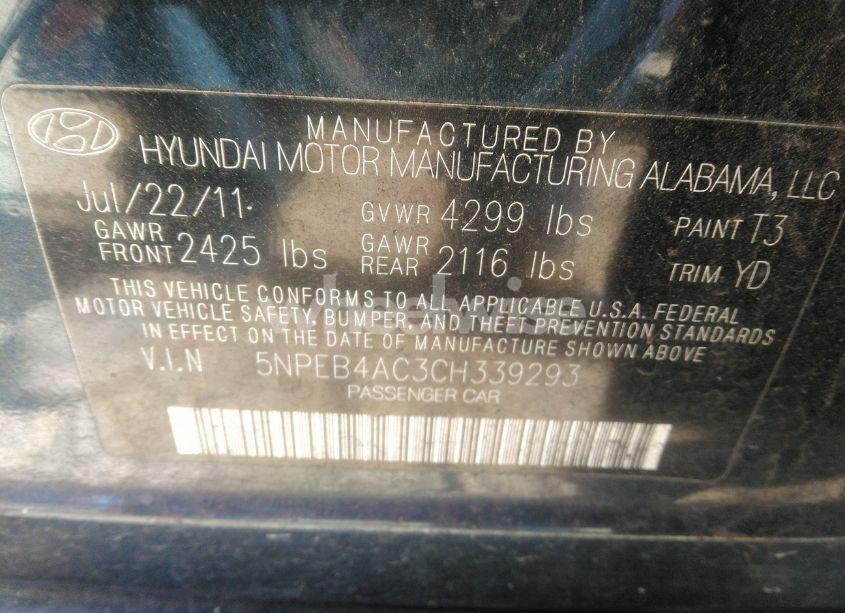 MANUFACTURED BY
HYUNDAI MOTOR MANUFACTURING ALABAMA, LLC
Jul/22/11 GVWR 4299 lbs PAINT T3
GAWR FRONT 2425 lbs GAWR REAR 2116 lbs TRIM YD
THIS VEHICLE CONFORMS TO ALL APPLICABLE U.S.A. FEDERAL
MOTOR VEHICLE SAFETY, BUMPER, AND THEFT PREVENTION STANDARDS
IN EFFECT ON THE DATE OF MANUFACTURE SHOWN ABOVE.
V.I.N 5NPEB4AC3CH339293
PASSENGER CAR